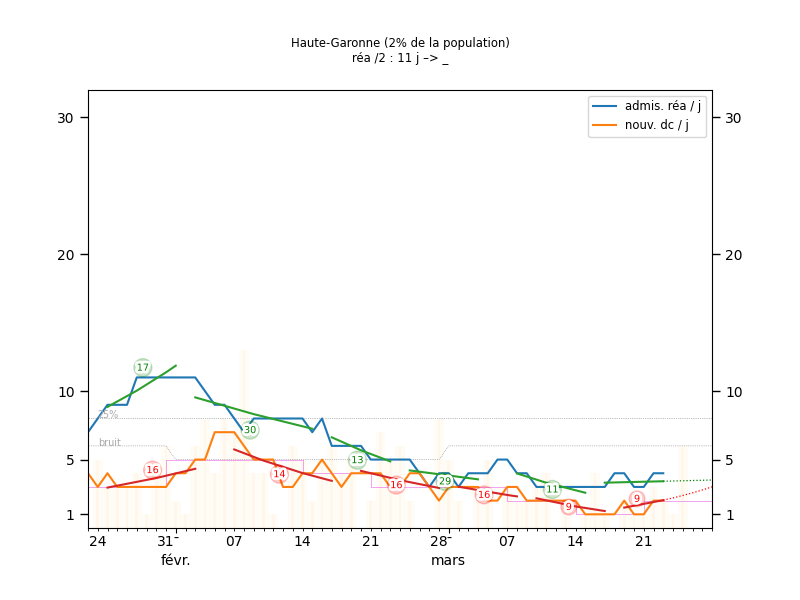 Haute-Garonne (2% de la population)
réa /2 : 11 j –> _
admis. réa / j
nouv. dc / j
30 30
20 20
10 10
5 5
1 1
17
25%
30
bruit
13
16
14
29
16
16
11
9
9
24 31 07 14 21 28 07 14 21
févr. mars